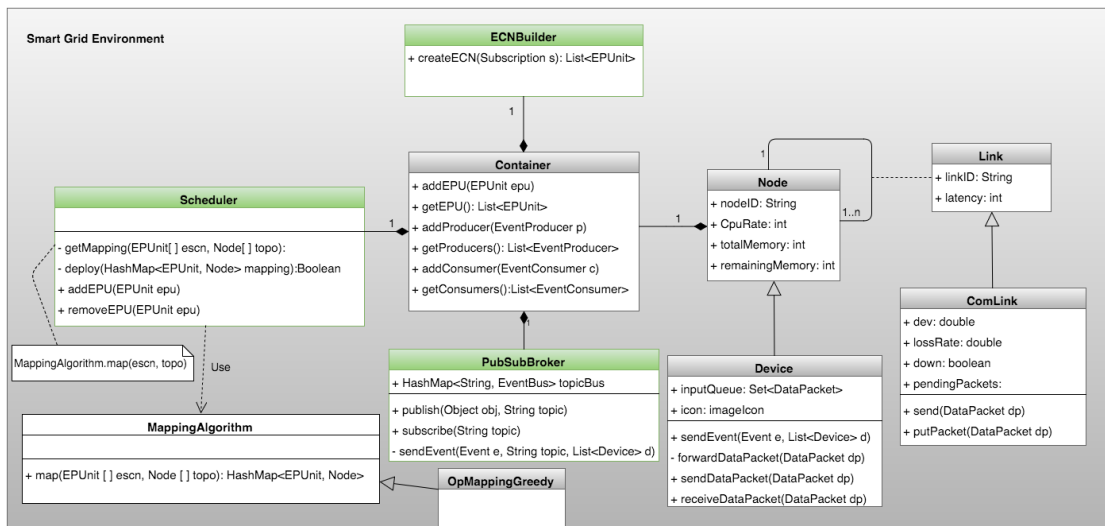 Smart Grid Environment
ECNBuilder
+ createECN(Subscription s): List<EPUnit>
1
Container
+ addEPU(EPUnit epu)
+ getEPU(): List<EPUnit>
+ addProducer(EventProducer p)
+ getProducers(): List<EventProducer>
+ addConsumer(EventConsumer c)
+ getConsumers():List<EventConsumer>
1
1
1
Scheduler
- getMapping(EPUnit[ ] escn, Node[ ] topo):
- deploy(HashMap<EPUnit, Node> mapping):Boolean
+ addEPU(EPUnit epu)
+ removeEPU(EPUnit epu)
MappingAlgorithm.map(escn, topo)
Use
MappingAlgorithm
+ map(EPUnit [ ] escn, Node [ ] topo): HashMap<EPUnit, Node>
OpMappingGreedy
PubSubBroker
+ HashMap<String, EventBus> topicBus
+ publish(Object obj, String topic)
+ subscribe(String topic)
- sendEvent(Event e, String topic, List<Device> d)
Node
+ nodeID: String
+ CpuRate: int
+ totalMemory: int
+ remainingMemory: int
1
1..n
Device
+ inputQueue: Set<DataPacket>
+ icon: imageIcon
+ sendEvent(Event e, List<Device> d)
- forwardDataPacket(DataPacket dp)
+ sendDataPacket(DataPacket dp)
+ receiveDataPacket(DataPacket dp)
Link
+ linkID: String
+ latency: int
ComLink
+ dev: double
+ lossRate: double
+ down: boolean
+ pendingPackets:
+ send(DataPacket dp)
+ putPacket(DataPacket dp)